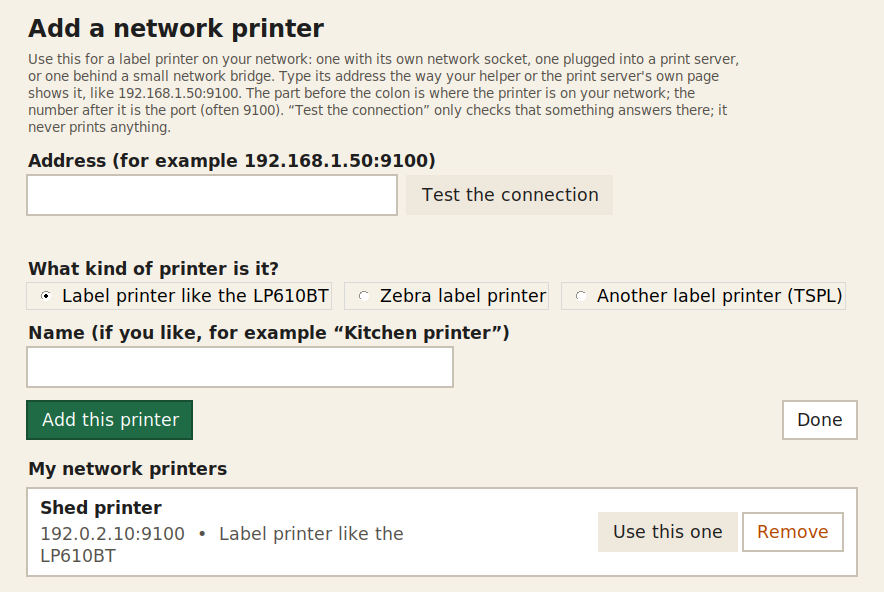 Add a network printer
Use this for a label printer on your network: one with its own network socket, one plugged into a print server,
or one behind a small network bridge. Type its address the way your helper or the print server's own page
shows it, like 192.168.1.50:9100. The part before the colon is where the printer is on your network; the
number after it is the port (often 9100). “Test the connection” only checks that something answers there; it
never prints anything.
Address (for example 192.168.1.50:9100)
Test the connection
What kind of printer is it?
Label printer like the LP610BT
Zebra label printer
Another label printer (TSPL)
Name (if you like, for example “Kitchen printer”)
Add this printer
Done
My network printers
Shed printer
192.0.2.10:9100 • Label printer like the
LP610BT
Use this one
Remove